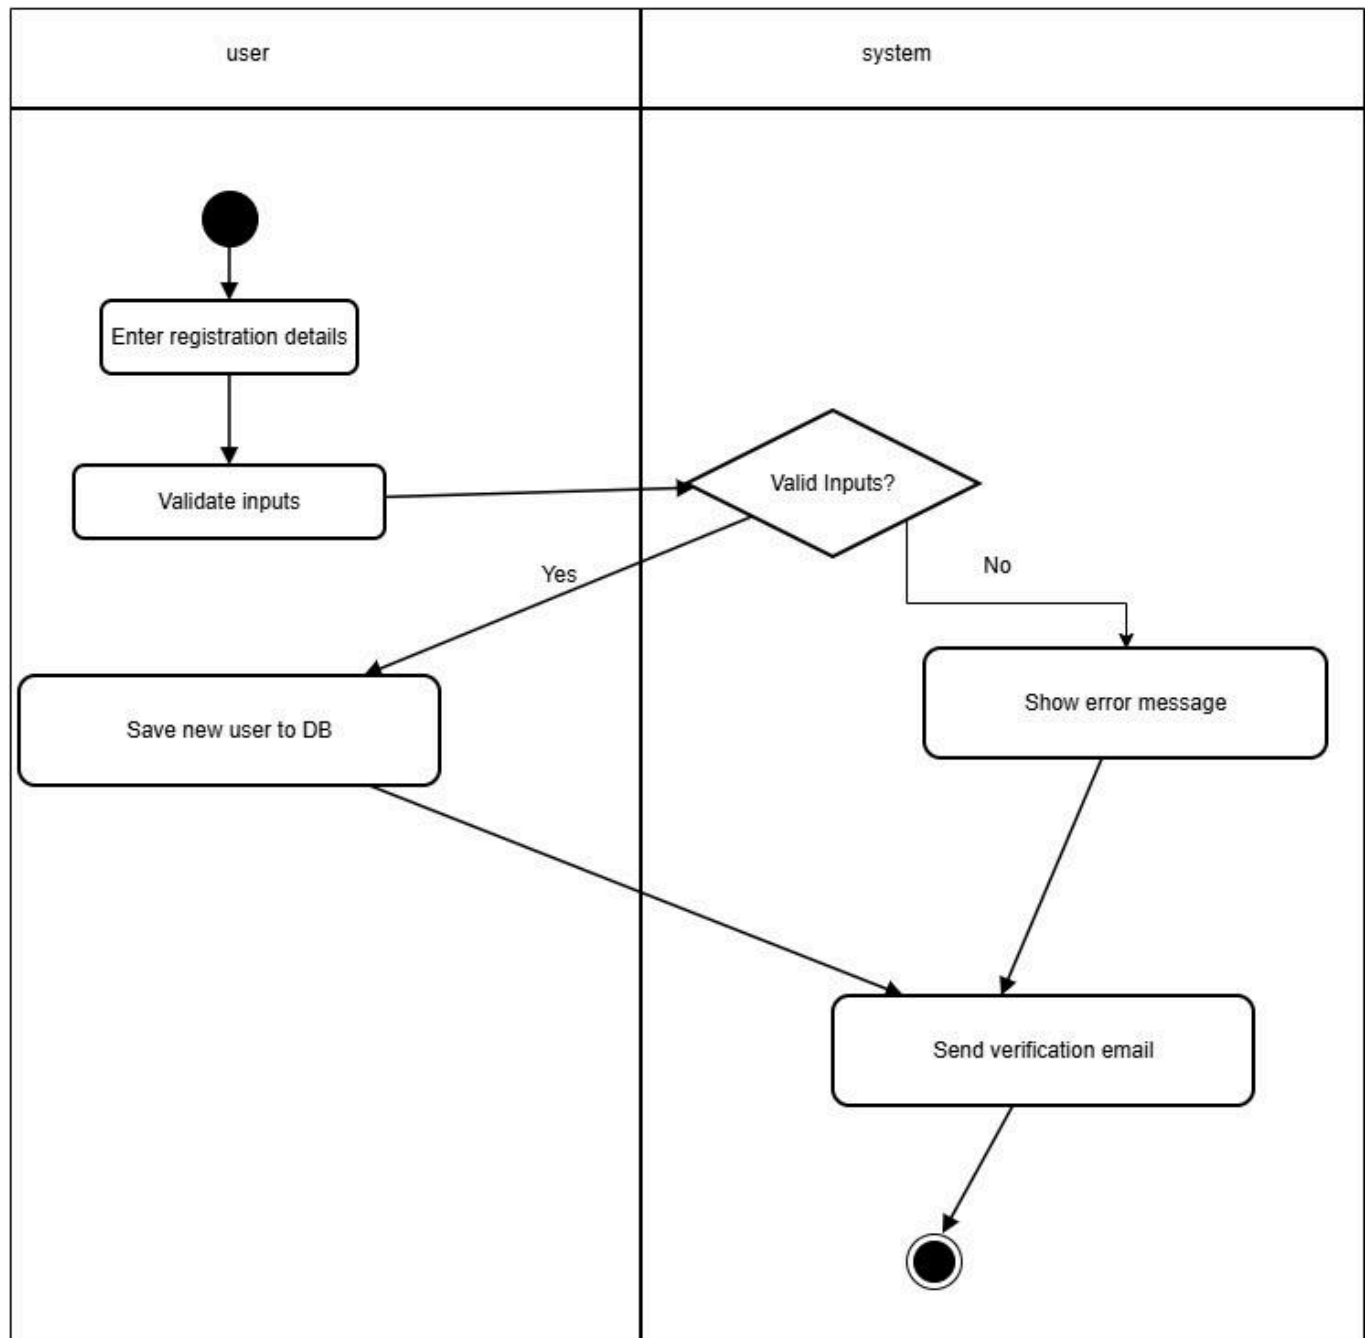 user
system
Enter registration details
Validate inputs
Valid Inputs?
Yes
No
Save new user to DB
Show error message
Send verification email